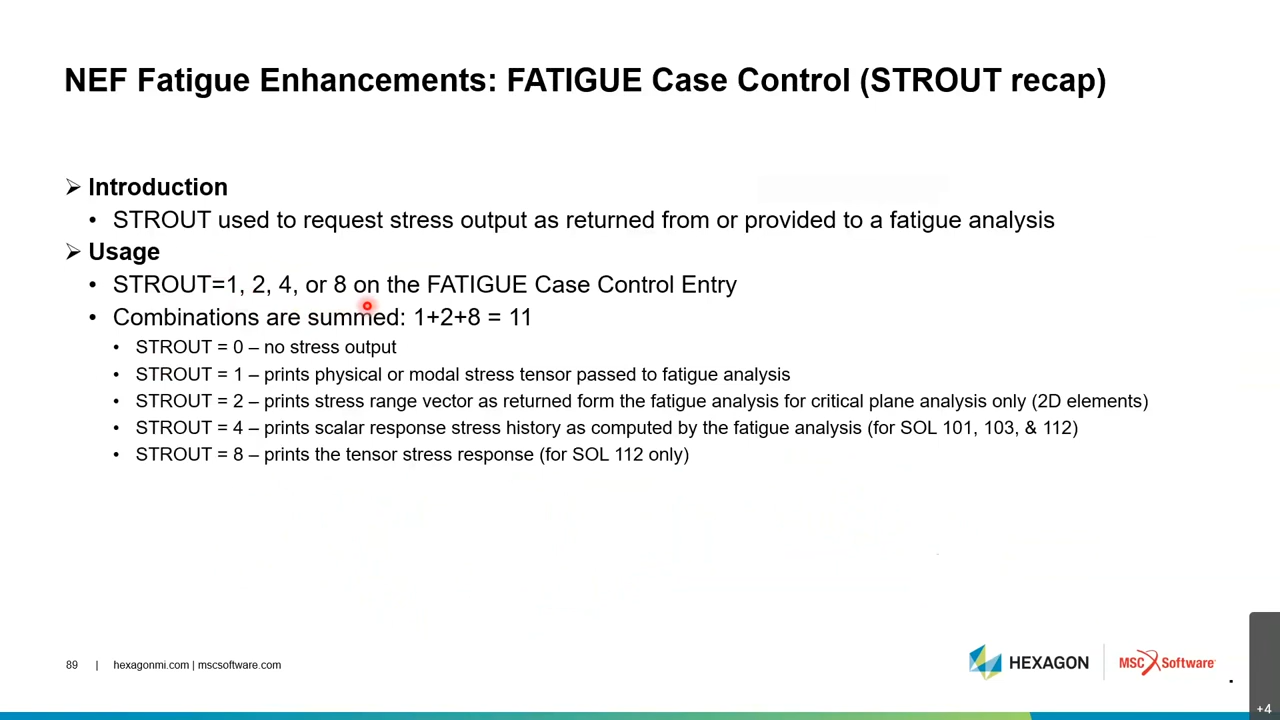 NEF Fatigue Enhancements: FATIGUE Case Control (STROUT recap)
➢ Introduction
• STROUT used to request stress output as returned from or provided to a fatigue analysis
➢ Usage
• STROUT=1, 2, 4, or 8 on the FATIGUE Case Control Entry
• Combinations are summed: 1+2+8 = 11
• STROUT = 0 – no stress output
• STROUT = 1 – prints physical or modal stress tensor passed to fatigue analysis
• STROUT = 2 – prints stress range vector as returned form the fatigue analysis for critical plane analysis only (2D elements)
• STROUT = 4 – prints scalar response stress history as computed by the fatigue analysis (for SOL 101, 103, & 112)
• STROUT = 8 – prints the tensor stress response (for SOL 112 only)
89 | hexagonmi.com | mscsoftware.com
HEXAGON | MSC Software
+4